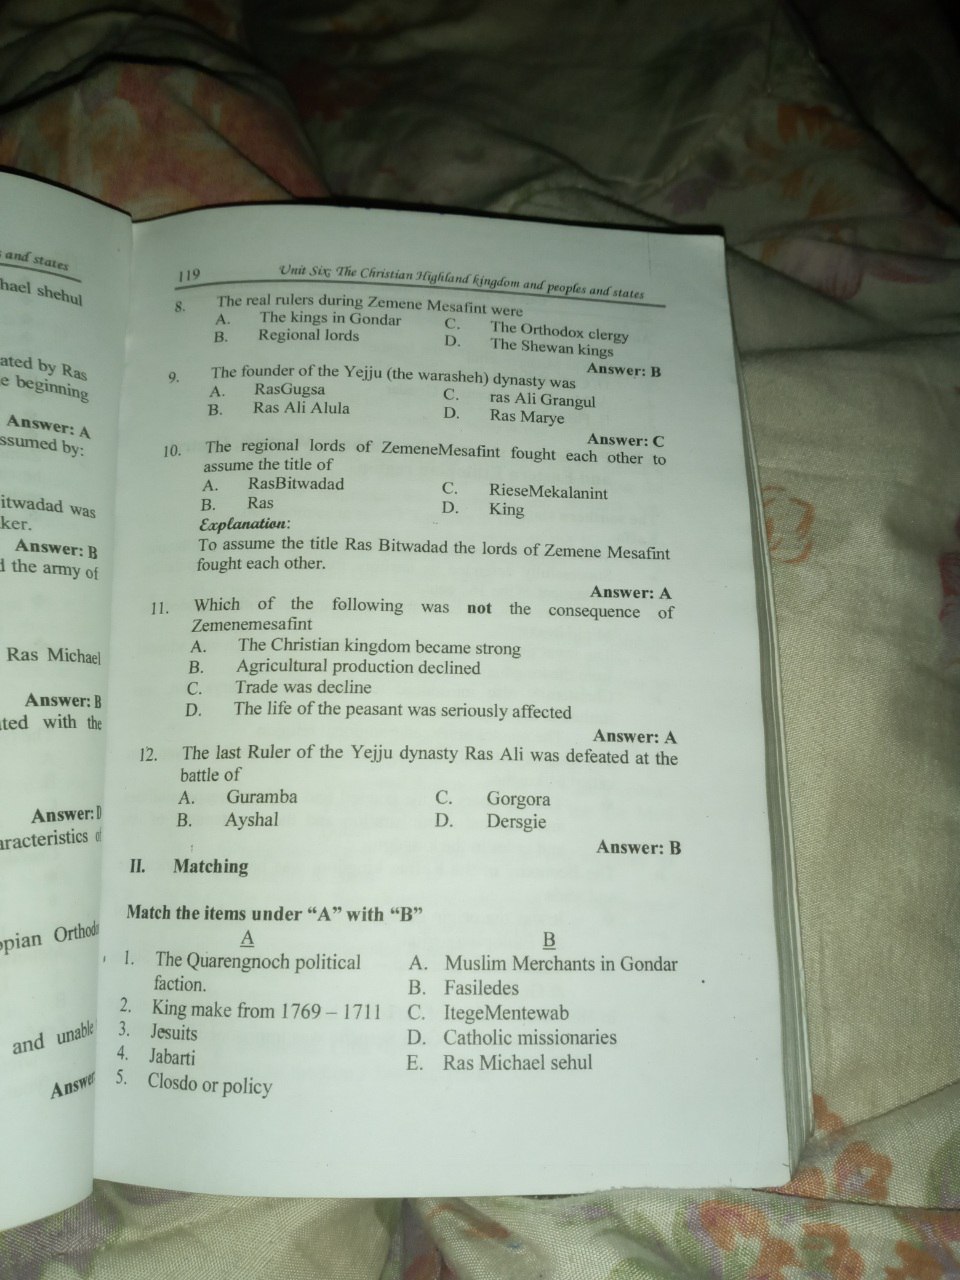 and states
hael shehul
ated by Ras
e beginning
Answer: A
ssumed by:
itwadad was
ker.
Answer: B
the army of
Ras Michael
Answer: B
ted with the
Answer: D
aracteristics of
opian Orthodo
and unable
Answer
119 Unit Six; The Christian Highland kingdom and peoples and states
8. The real rulers during Zemene Mesafint were
A. The kings in Gondar C. The Orthodox clergy
B. Regional lords D. The Shewan kings
Answer: B
9. The founder of the Yejju (the warasheh) dynasty was
A. RasGugsa C. ras Ali Grangul
B. Ras Ali Alula D. Ras Marye
Answer: C
10. The regional lords of ZemeneMesafint fought each other to
assume the title of
A. RasBitwadad C. RieseMekalanint
B. Ras D. King
Explanation:
To assume the title Ras Bitwadad the lords of Zemene Mesafint
fought each other.
Answer: A
11. Which of the following was not the consequence of
Zemenemesafint
A. The Christian kingdom became strong
B. Agricultural production declined
C. Trade was decline
D. The life of the peasant was seriously affected
Answer: A
12. The last Ruler of the Yejju dynasty Ras Ali was defeated at the
battle of
A. Guramba C. Gorgora
B. Ayshal D. Dersgie
Answer: B
II. Matching
Match the items under “A” with “B”
A B
1. The Quarengnoch political A. Muslim Merchants in Gondar
faction. B. Fasiledes
2. King make from 1769 – 1711 C. ItegeMentewab
3. Jesuits D. Catholic missionaries
4. Jabarti E. Ras Michael sehul
5. Closdo or policy